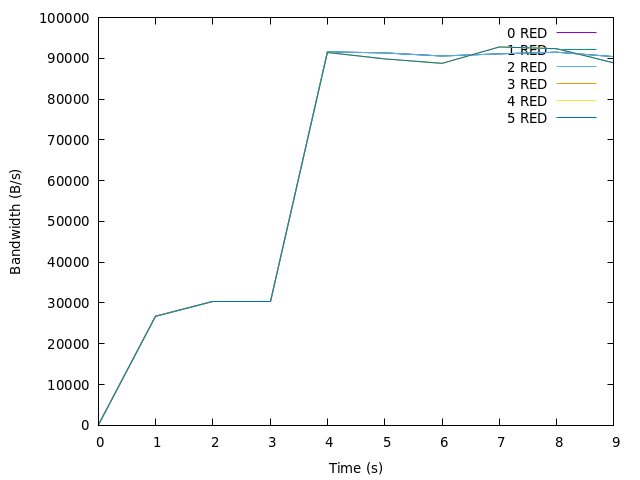 100000
90000
80000
70000
60000
50000
40000
30000
20000
10000
0
0 1 2 3 4 5 6 7 8 9
Bandwidth (B/s)
Time (s)
0 RED
1 RED
2 RED
3 RED
4 RED
5 RED